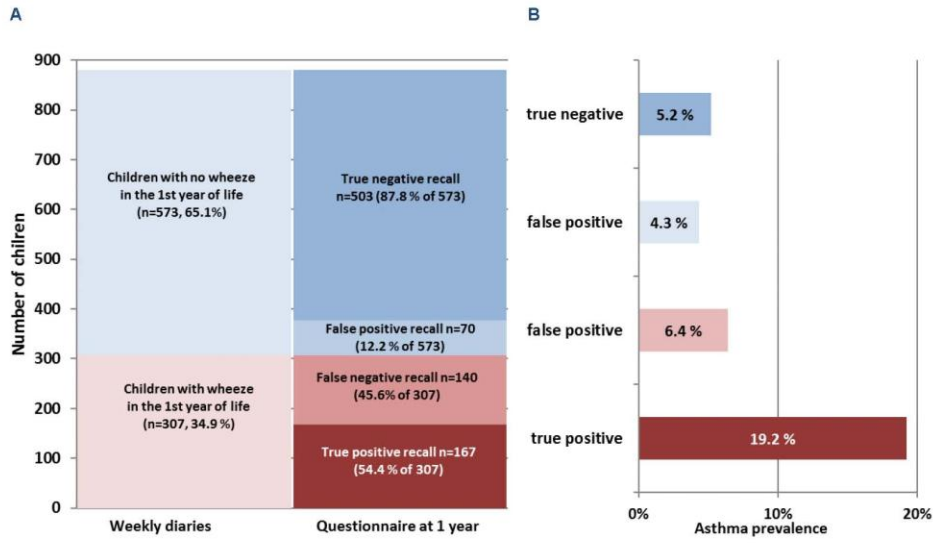 A
900
800
700
600
500
400
300
200
100
0
Number of chilren
Children with no wheeze
in the 1st year of life
(n=573, 65.1%)
Children with wheeze
in the 1st year of life
(n=307, 34.9 %)
True negative recall
n=503 (87.8 % of 573)
False positive recall n=70
(12.2 % of 573)
False negative recall n=140
(45.6% of 307)
True positive recall n=167
(54.4 % of 307)
Weekly diaries
Questionnaire at 1 year
B
true negative
5.2 %
false positive
4.3 %
false positive
6.4 %
true positive
19.2 %
0%
10%
20%
Asthma prevalence